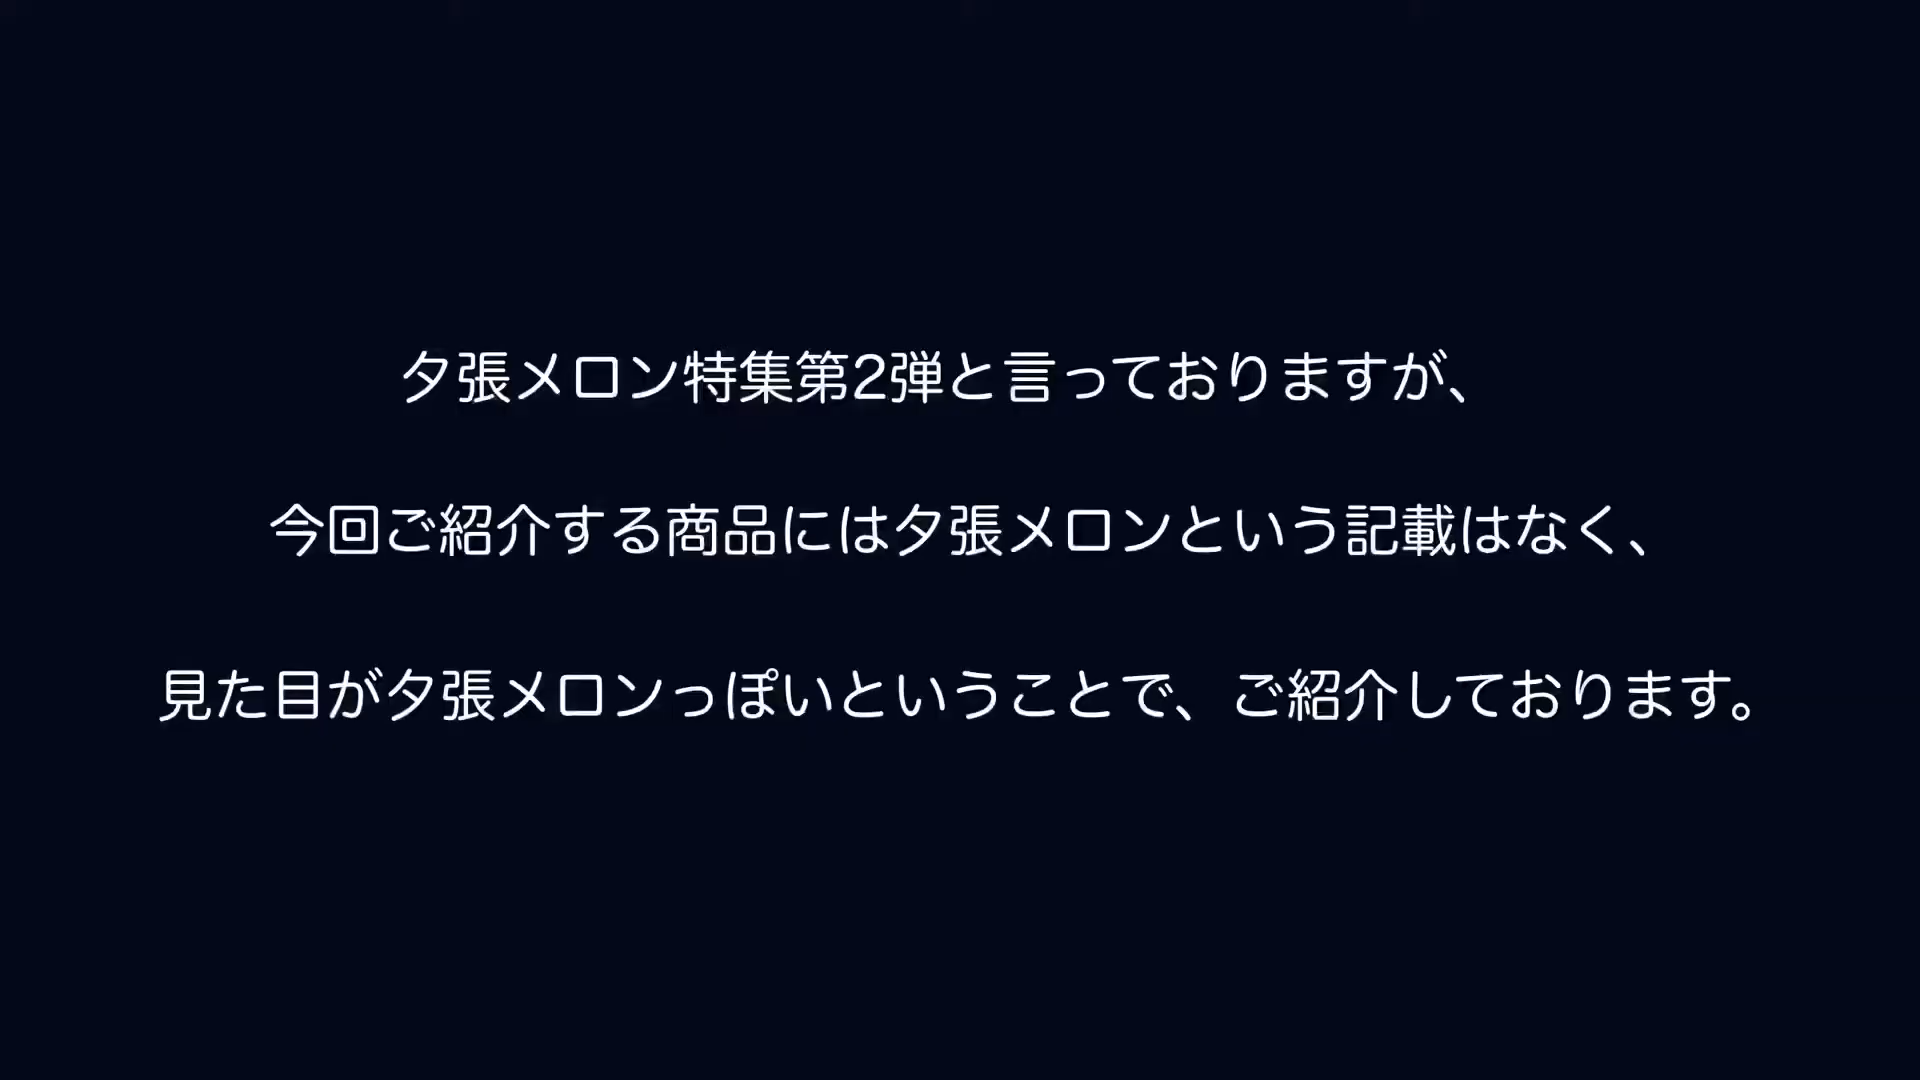 夕張メロン特集第2弾と言っておりますが、
今回ご紹介する商品には夕張メロンという記載はなく、
見た目が夕張メロンっぽいということで、ご紹介しております。